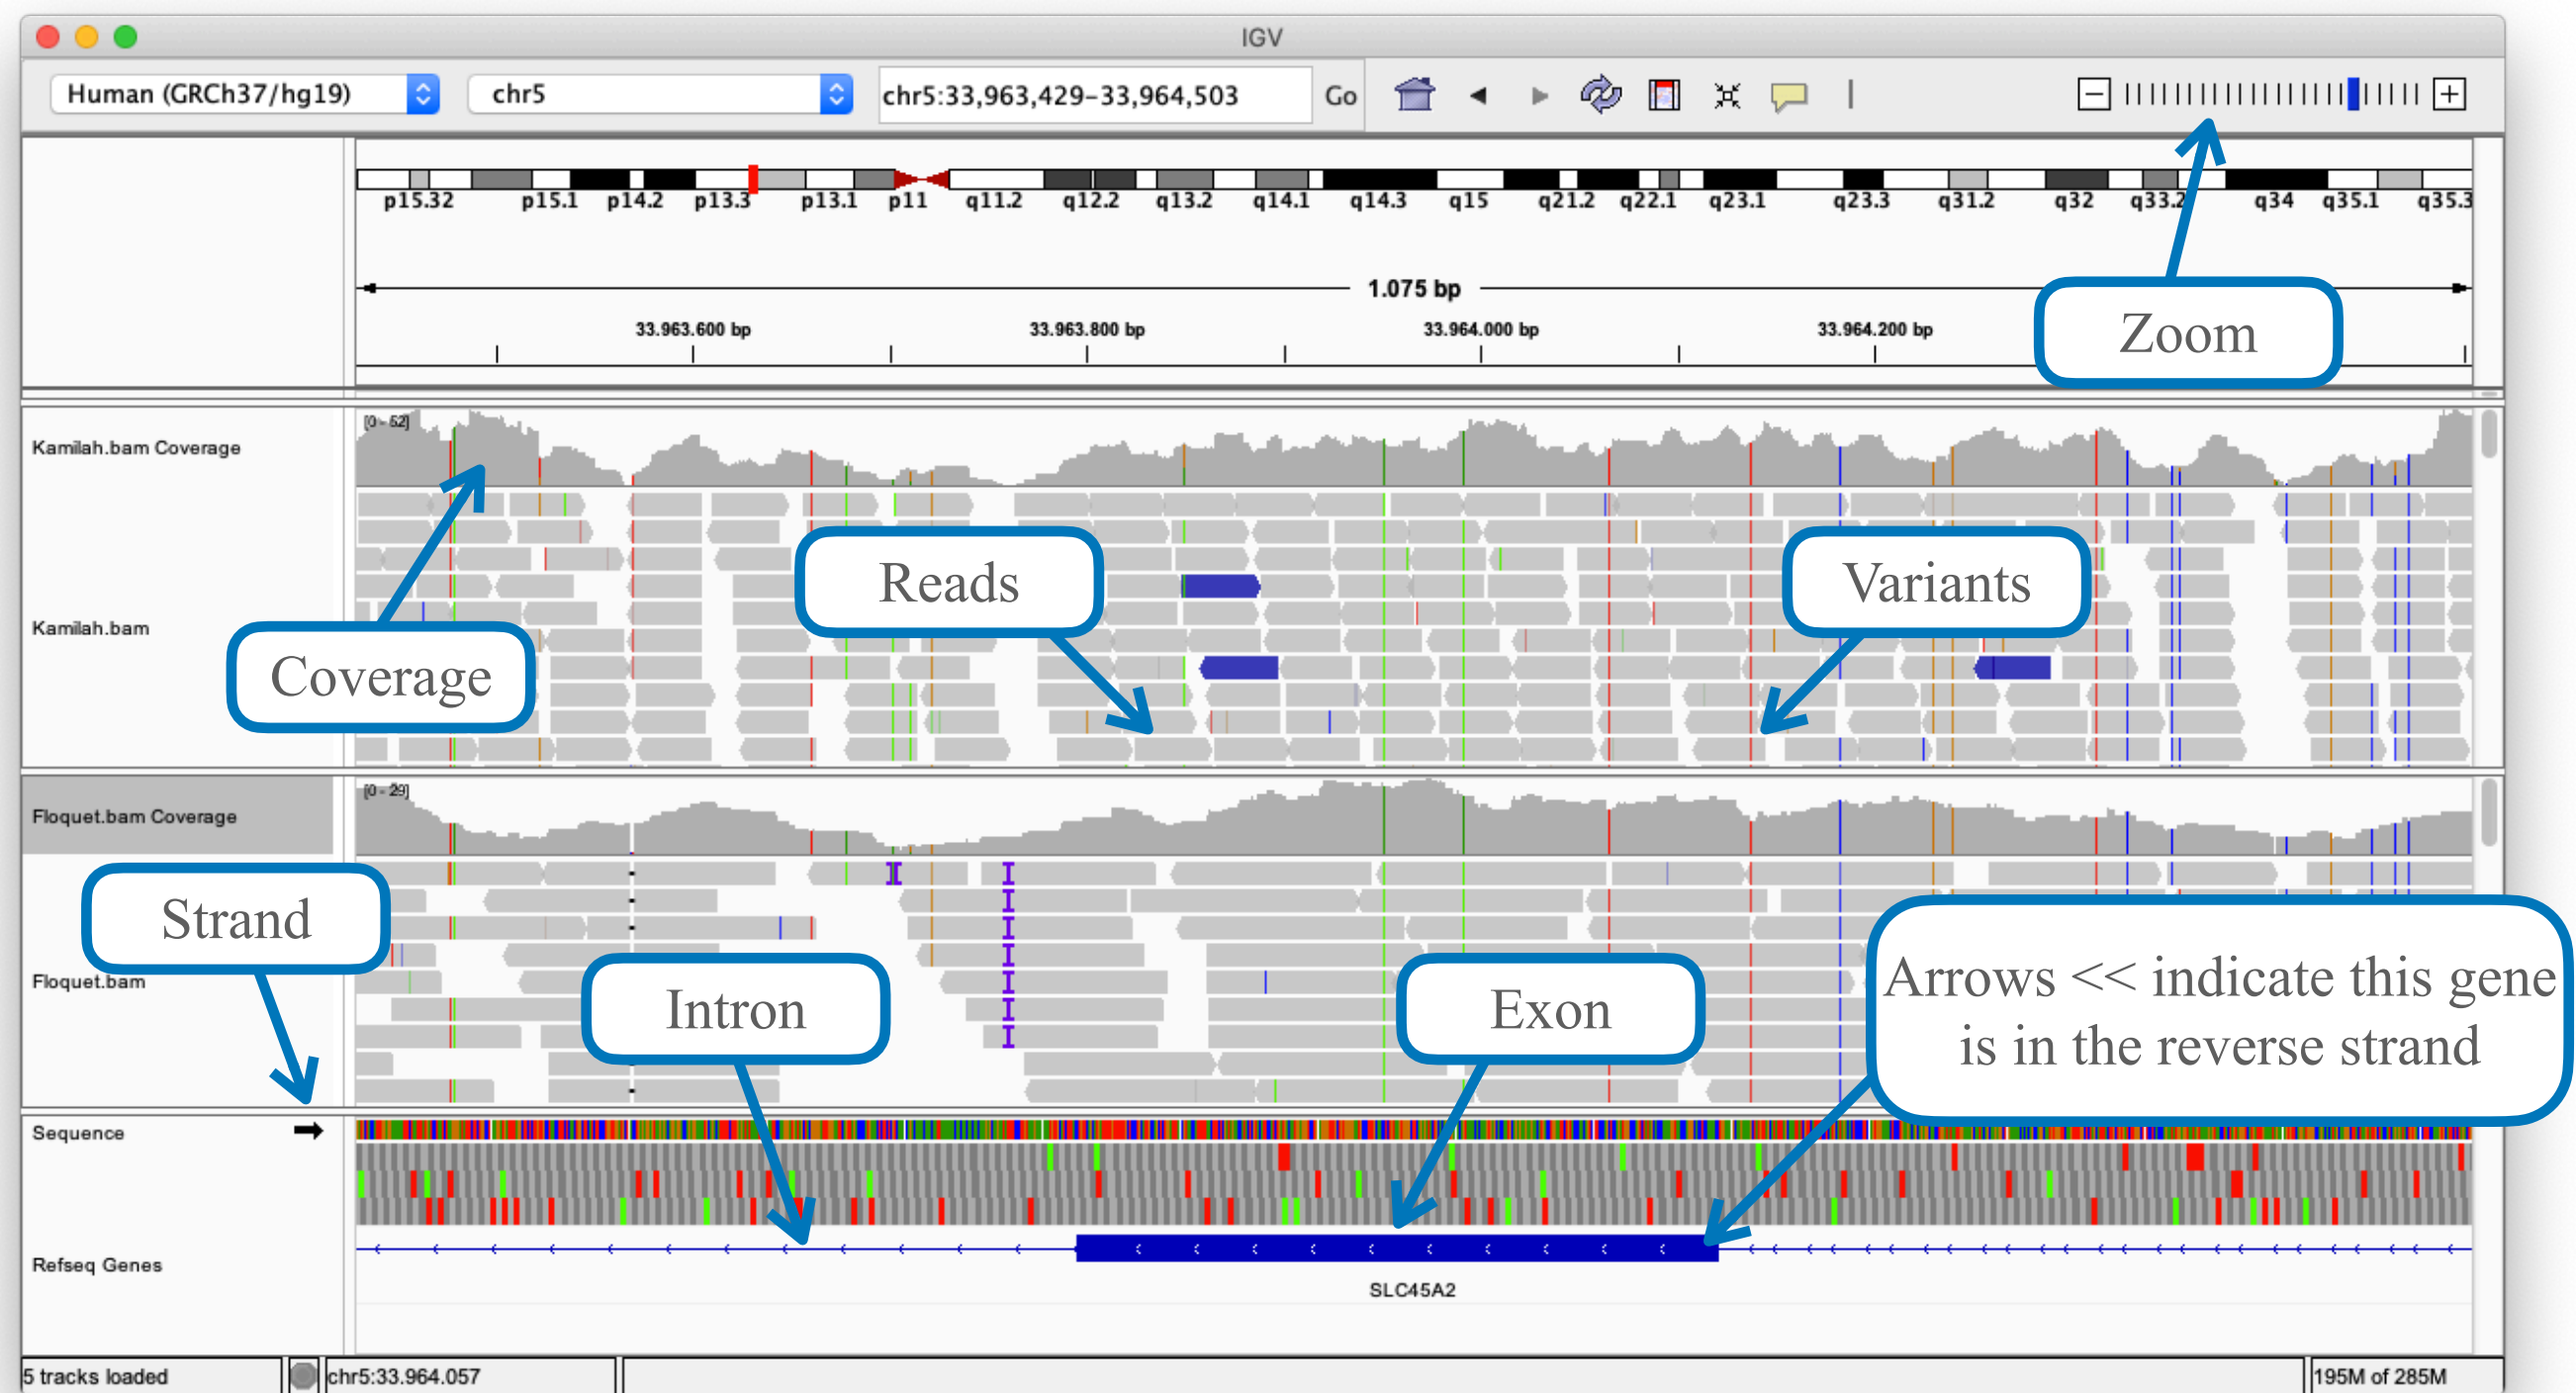 IGV
Human (GRCh37/hg19)
chr5
chr5:33,963,429-33,964,503
Go
p15.32 p15.1 p14.2 p13.3 p13.1 p11 q11.2 q12.2 q13.2 q14.1 q14.3 q15 q21.2 q22.1 q23.1 q23.3 q31.2 q32 q33.2 q34 q35.1 q35.3
1.075 bp
Zoom
33.963.600 bp 33.963.800 bp 33.964.000 bp 33.964.200 bp
[0 - 52]
Kamilah.bam Coverage
Reads
Variants
Kamilah.bam
Coverage
[0 - 29]
Floquet.bam Coverage
Strand
Floquet.bam
Intron
Exon
Arrows << indicate this gene
is in the reverse strand
Sequence
Refseq Genes
SLC45A2
5 tracks loaded
chr5:33.964.057
195M of 285M